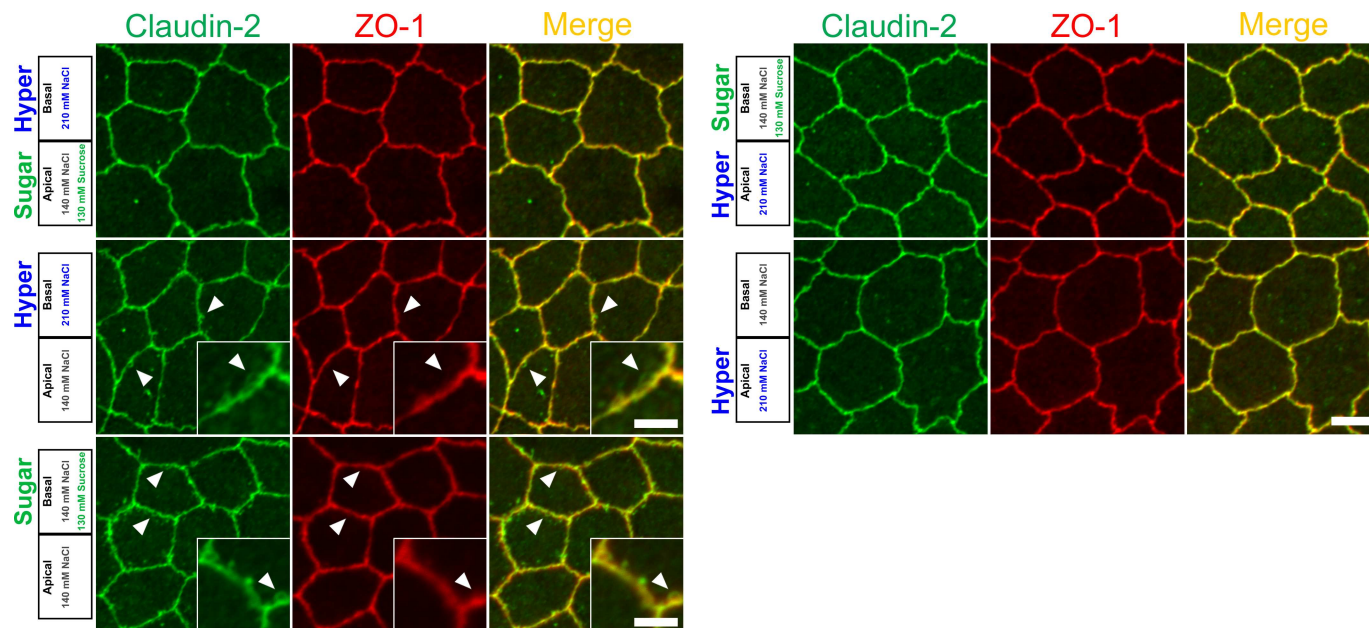 Claudin-2 ZO-1 Merge
Hyper
Basal
210 mM NaCl
Sugar
Apical
140 mM NaCl
130 mM Sucrose
Hyper
Basal
210 mM NaCl
Apical
140 mM NaCl
Sugar
Basal
140 mM NaCl
130 mM Sucrose
Apical
140 mM NaCl
Claudin-2 ZO-1 Merge
Sugar
Basal
140 mM NaCl
130 mM Sucrose
Hyper
Apical
210 mM NaCl
Basal
140 mM NaCl
Hyper
Apical
210 mM NaCl